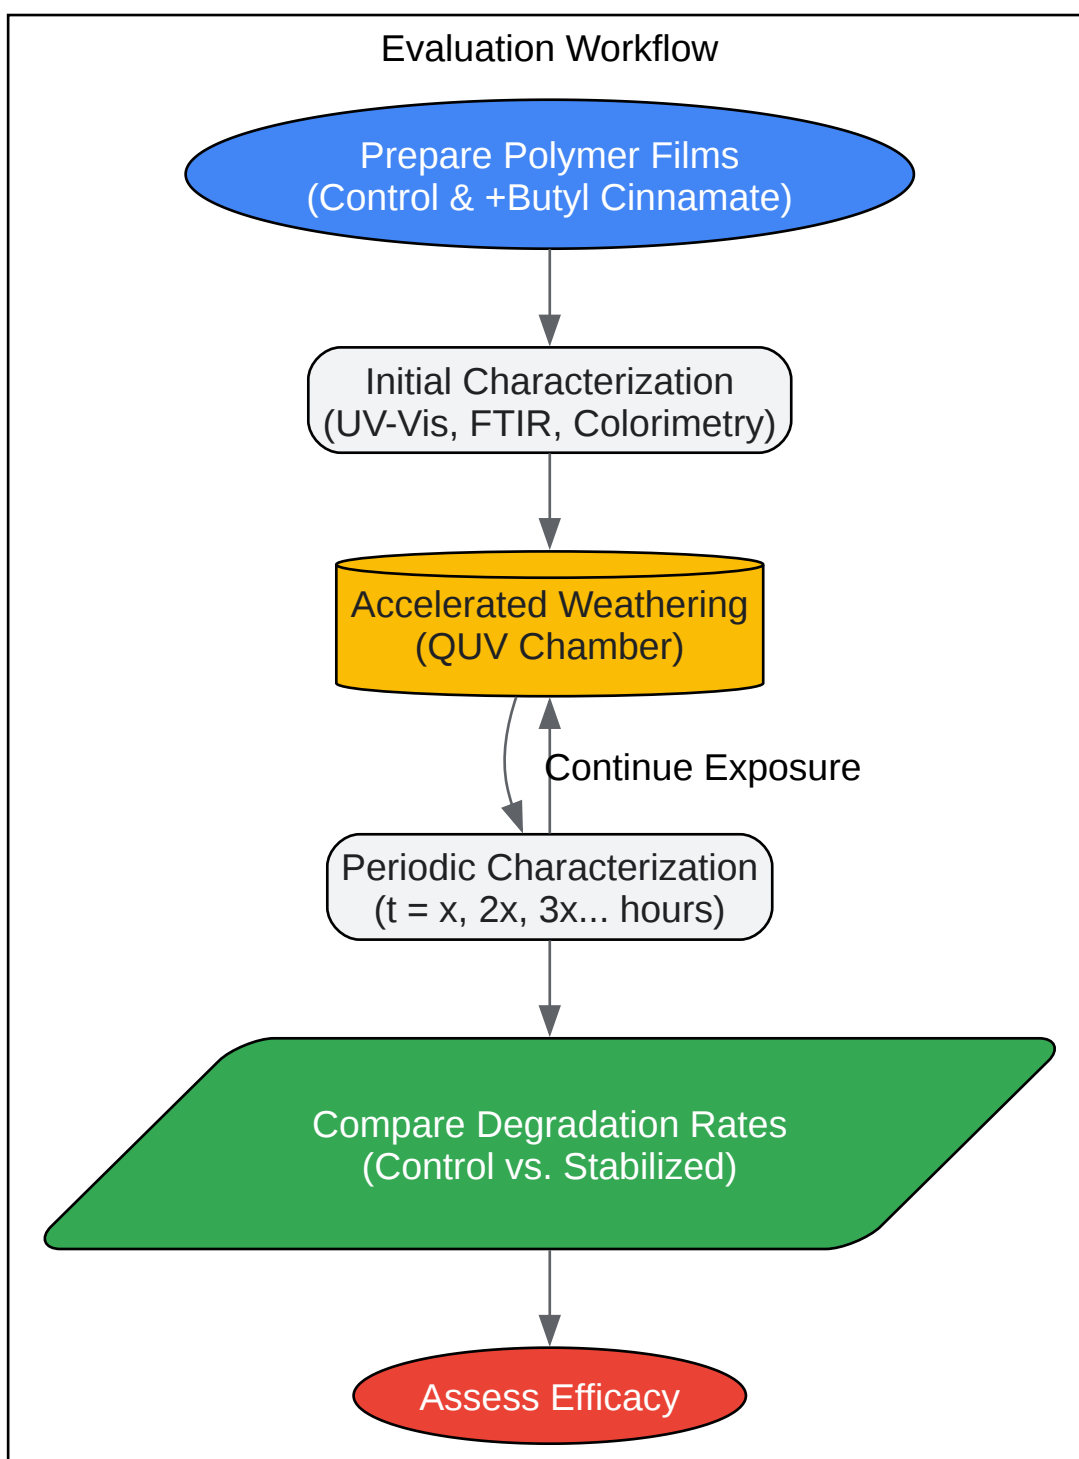 Evaluation Workflow
Prepare Polymer Films
(Control & +Butyl Cinnamate)
Initial Characterization
(UV-Vis, FTIR, Colorimetry)
Accelerated Weathering
(QUV Chamber)
Continue Exposure
Periodic Characterization
(t = x, 2x, 3x... hours)
Compare Degradation Rates
(Control vs. Stabilized)
Assess Efficacy